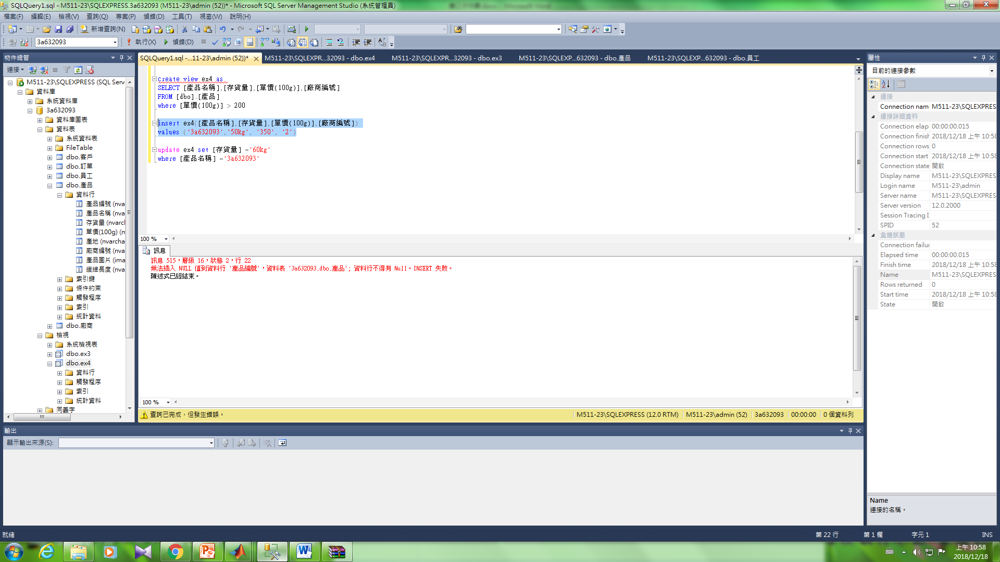 SQLQuery1.sql - M511-23\SQLEXPRESS.3a632093 (M511-23\admin (52))* - Microsoft SQL Server Management Studio (系統管理員)
檔案(F) 編輯(E) 檢視(V) 查詢(Q) 專案(P) 偵錯(D) 工具(T) 視窗(W) 說明(H)
新增查詢(N)
3a632093 執行(X) 偵錯(D)
物件總管
連接
M511-23\SQLEXPRESS (SQL Serv
資料庫
系統資料庫
3a632093
資料庫圖表
資料表
系統資料表
FileTable
dbo.客戶
dbo.訂單
dbo.員工
dbo.產品
資料行
產品編號 (nva
產品名稱 (nva
存貨量 (nvarcl
單價(100g) (m
產地 (nvarcha
廠商編號 (nva
產品圖片 (ima
纖維長度 (nva
索引鍵
條件約束
觸發程序
索引
統計資料
dbo.廠商
檢視
系統檢視表
dbo.ex3
dbo.ex4
資料行
觸發程序
索引
統計資料
同義字
SQLQuery1.sql -...11-23\admin (52))* M511-23\SQLEXPR...32093 - dbo.ex4 M511-23\SQLEXPR...32093 - dbo.ex3 M511-23\SQLEXP...632093 - dbo.產品 M511-23\SQLEXP...632093 - dbo.員工
create view ex4 as
SELECT [產品名稱],[存貨量],[單價(100g)],[廠商編號]
FROM [dbo].[產品]
where [單價(100g)] > 200
insert ex4([產品名稱],[存貨量],[單價(100g)],[廠商編號])
values ('3a632093','50kg', '350', '2')
update ex4 set [存貨量] ='60kg'
where [產品名稱] ='3a632093'
100 %
訊息
訊息 515，層級 16，狀態 2，行 22
無法插入 NULL 值到資料行 '產品編號'，資料表 '3a632093.dbo.產品'; 資料行不得有 Null。INSERT 失敗。
陳述式已經結束。
100 %
查詢已完成，但發生錯誤。 M511-23\SQLEXPRESS (12.0 RTM) M511-23\admin (52) 3a632093 00:00:00 0 個資料列
屬性
目前的連接參數
連接
Connection nam M511-23\SQLEXPRES
連接詳細資料
Connection elap 00:00:00.015
Connection finish 2018/12/18 上午 10:58
Connection rows 0
Connection start 2018/12/18 上午 10:58
Connection state 開啟
Display name M511-23\SQLEXPRES
Login name M511-23\admin
Server name M511-23\SQLEXPRES
Server version 12.0.2000
Session Tracing I
SPID 52
彙總狀態
Connection failu
Elapsed time 00:00:00.015
Finish time 2018/12/18 上午 10:58
Name M511-23\SQLEXPRES
Rows returned 0
Start time 2018/12/18 上午 10:58
State 開啟
Name
連接的名稱。
輸出
顯示輸出來源(S):
就緒 第 22 行 第 1 欄 字元 1 INS
上午 10:58
2018/12/18